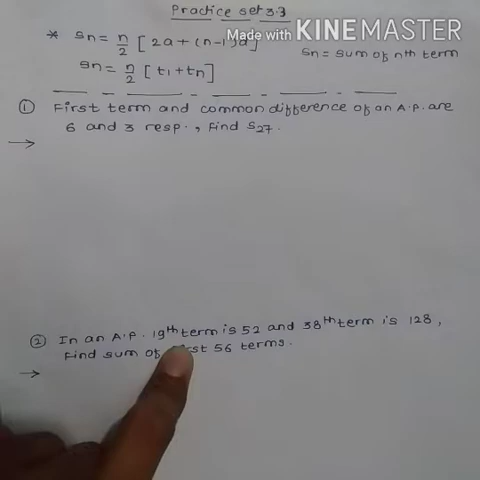 Practice set 3.3
Made with KINEMASTER
* Sn = n/2 [ 2a + (n-1)d ]
Sn = sum of nth term
Sn = n/2 [ t1 + tn ]
① First term and common difference of an A.P. are
6 and 3 resp., Find S27.
→
② In an A.P. 19th term is 52 and 38th term is 128,
Find sum of first 56 terms.
→